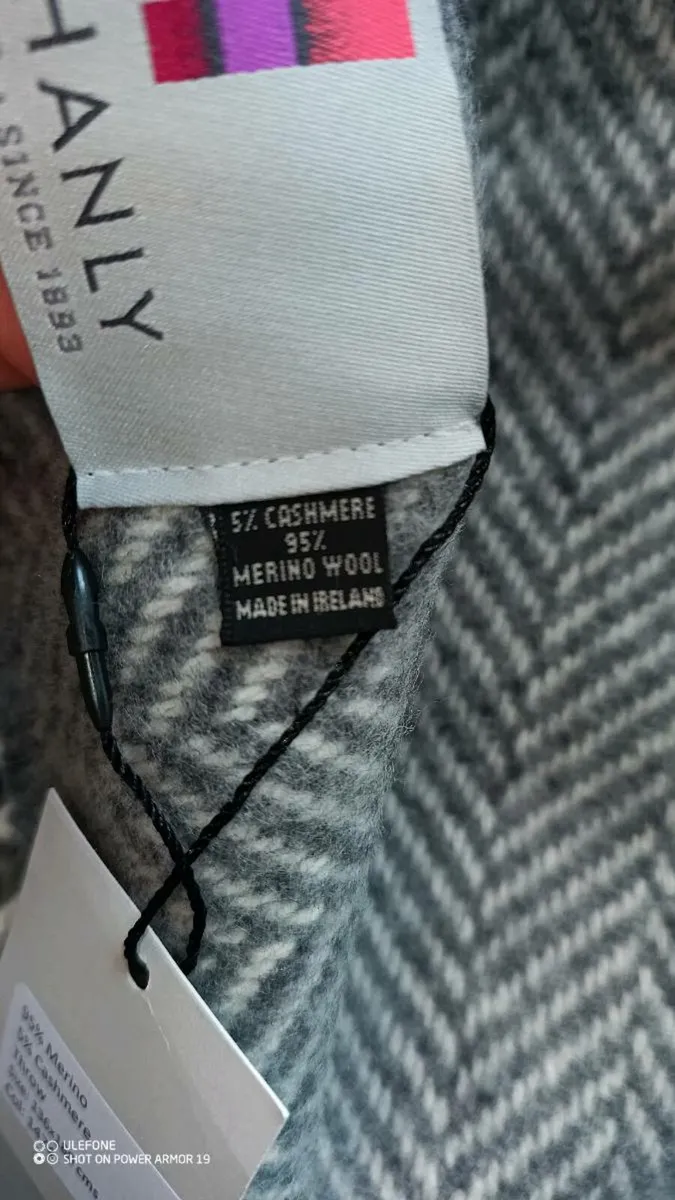 HANLY
SINCE 1893
5% CASHMERE
95%
MERINO WOOL
MADE IN IRELAND
95% Merino
5% Cashmere
Throw
ULEFONE
SHOT ON POWER ARMOR 19